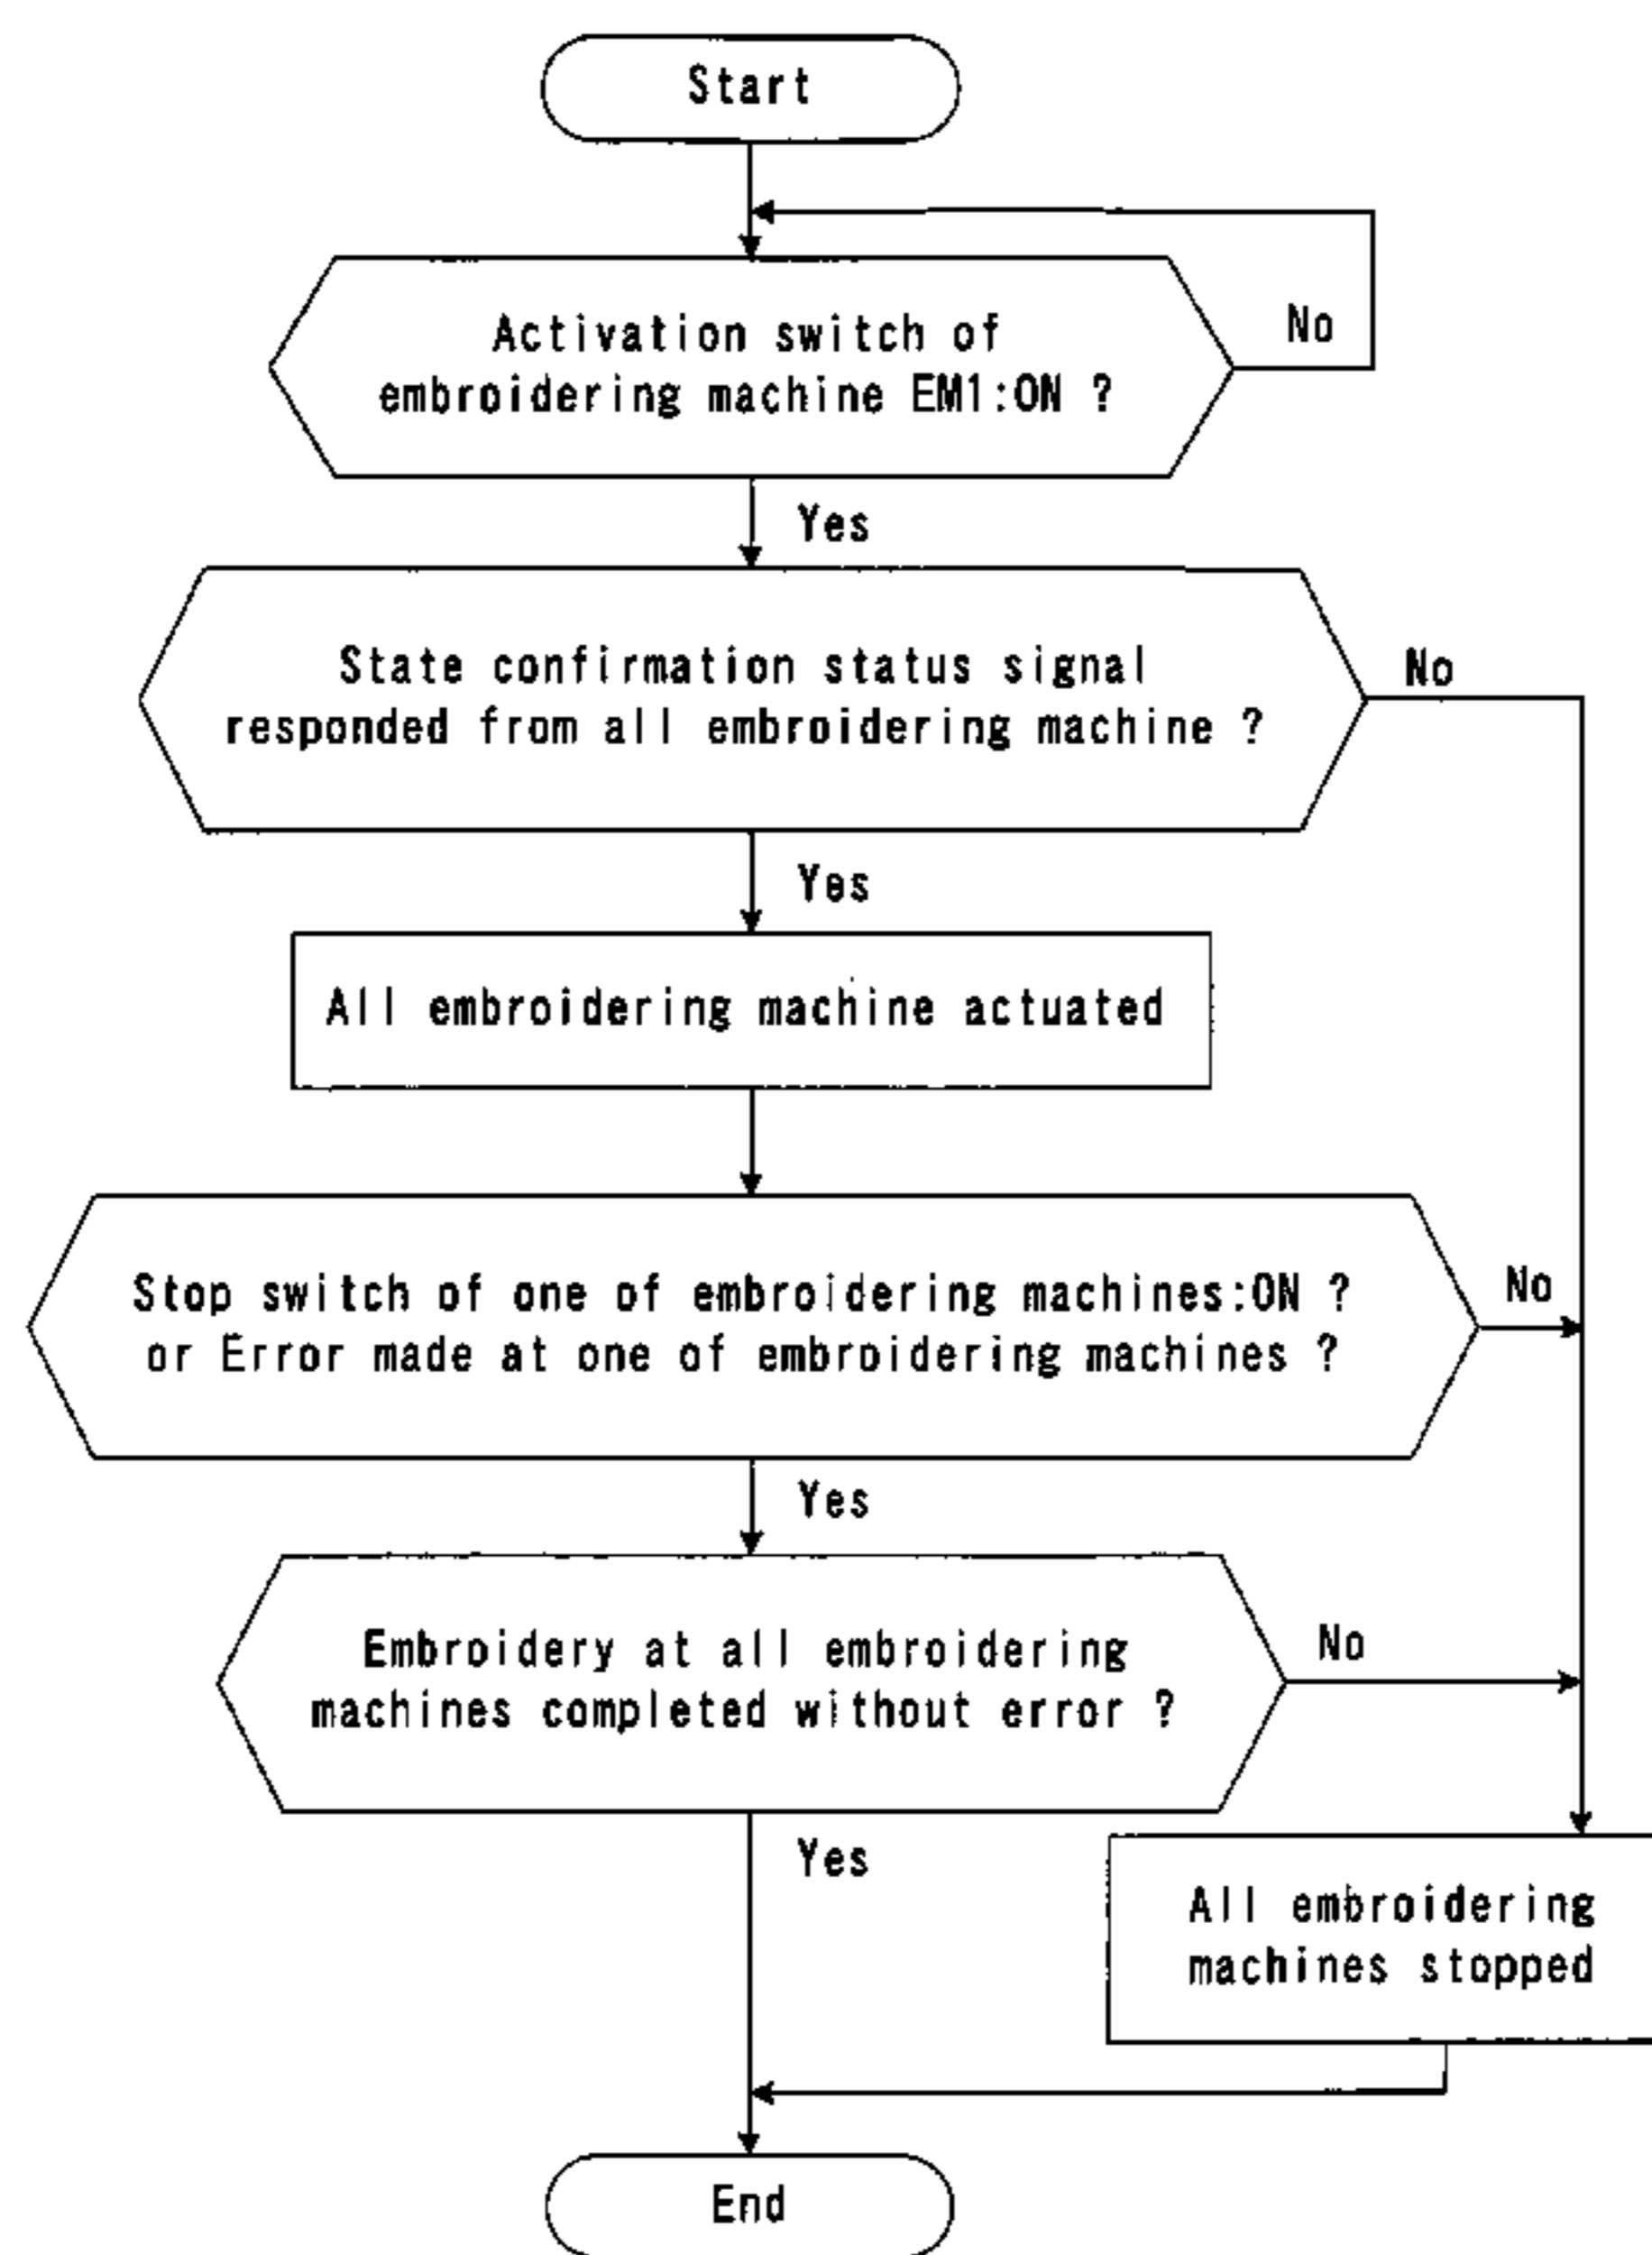 Start
No
Activation switch of
embroidering machine EM1:ON ?
Yes
State confirmation status signal
responded from all embroidering machine ?
No
Yes
All embroidering machine actuated
Stop switch of one of embroidering machines:ON ?
or Error made at one of embroidering machines ?
No
Yes
Embroidery at all embroidering
machines completed without error ?
No
Yes
All embroidering
machines stopped
End